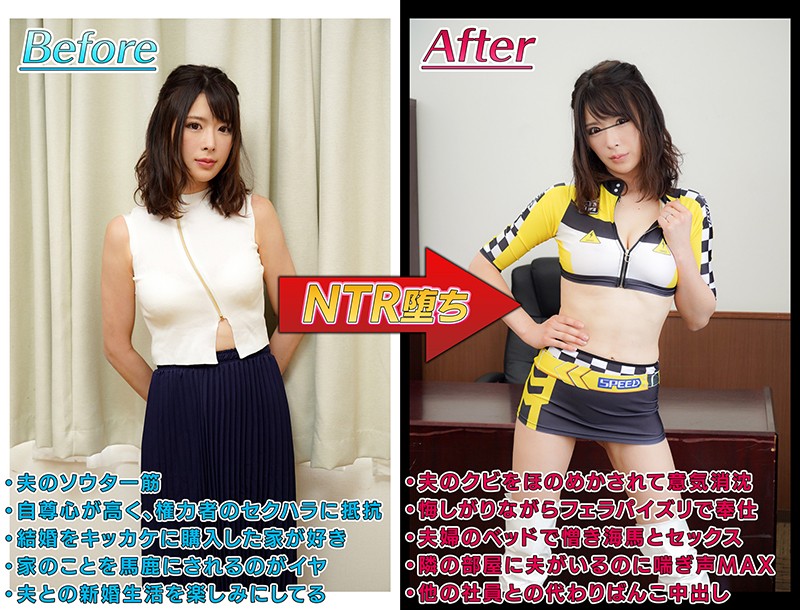 Before
After
NTR堕ち
SPEED
・夫のソウタ一筋
・自尊心が高く、権力者のセクハラに抵抗
・結婚をキッカケに購入した家が好き
・家のことを馬鹿にされるのがイヤ
・夫との新婚生活を楽しみにしてる
・夫のクビをほのめかされて意気消沈
・悔しがりながらフェラパイズリで奉仕
・夫婦のベッドで憎き海馬とセックス
・隣の部屋に夫がいるのに喘ぎ声MAX
・他の社員との代わりばんこ中出し